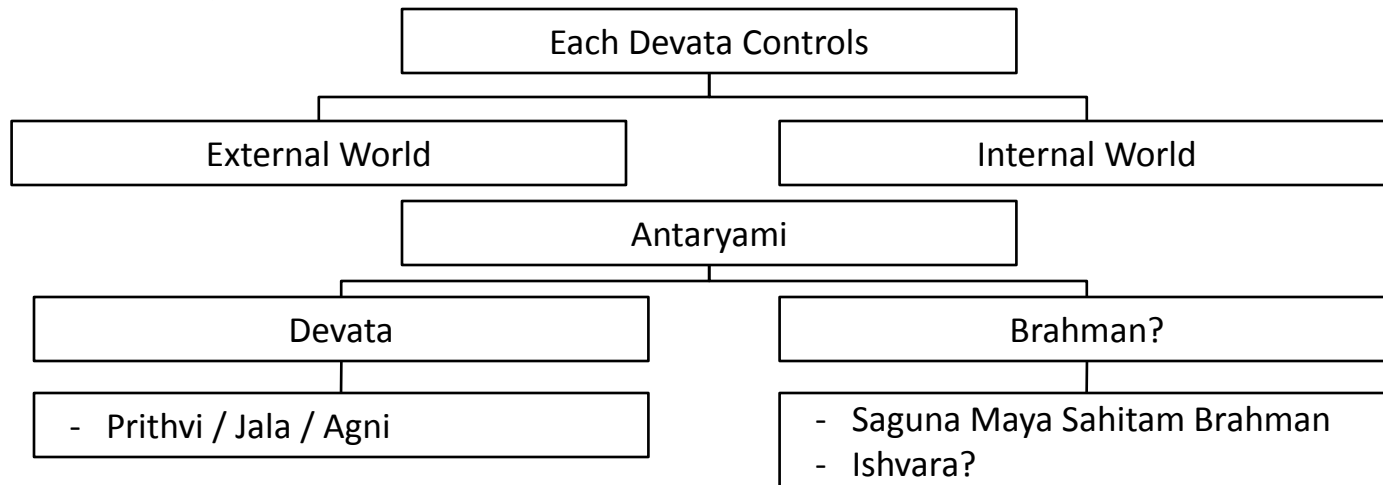 Each Devata Controls
External World
Internal World
Antaryami
Devata
Brahman?
- Prithvi / Jala / Agni
- Saguna Maya Sahitam Brahman
- Ishvara?